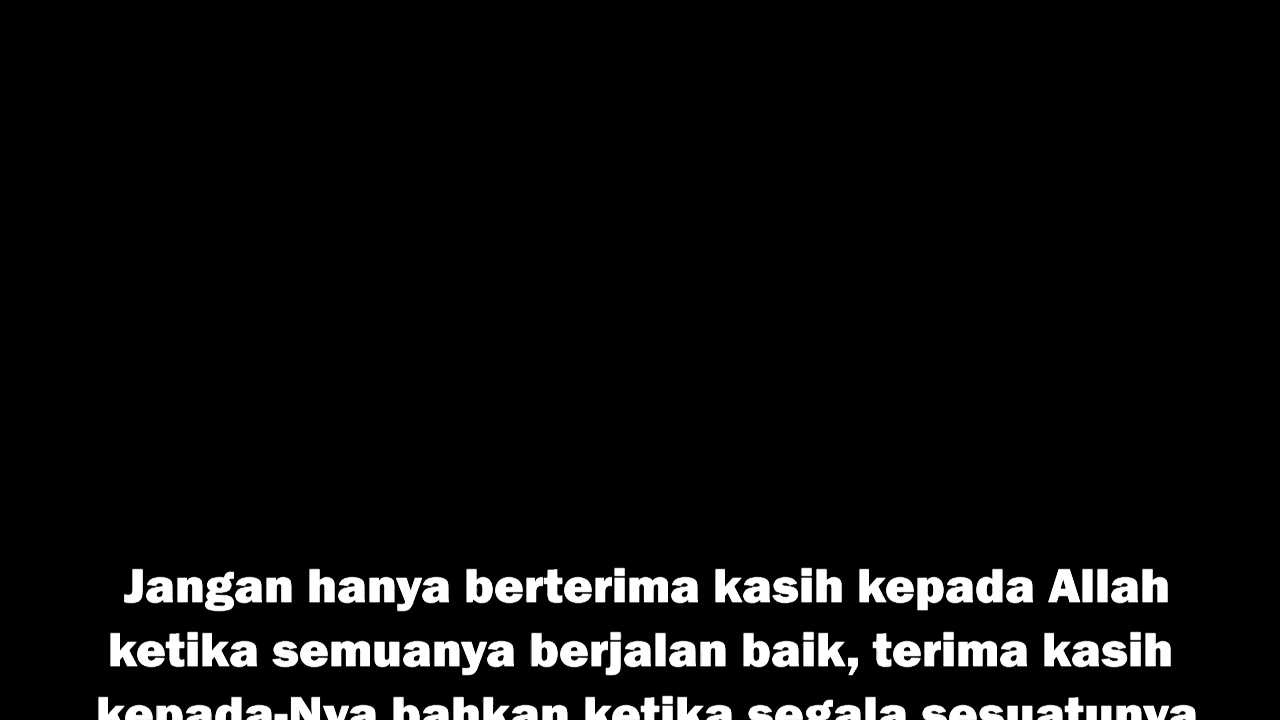 Jangan hanya berterima kasih kepada Allah
ketika semuanya berjalan baik, terima kasih
kepada-Nya bahkan ketika segala sesuatunya